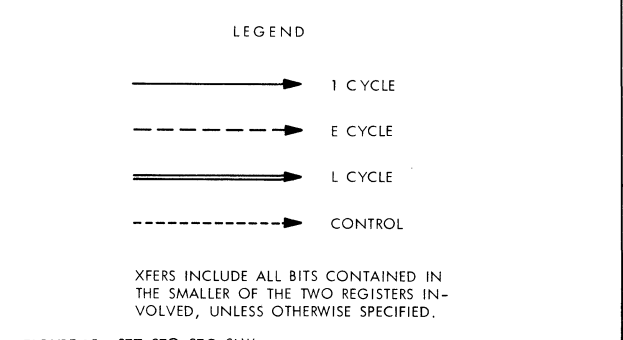 LEGEND
1 CYCLE
E CYCLE
L CYCLE
CONTROL
XFERS INCLUDE ALL BITS CONTAINED IN
THE SMALLER OF THE TWO REGISTERS IN-
VOLVED, UNLESS OTHERWISE SPECIFIED.